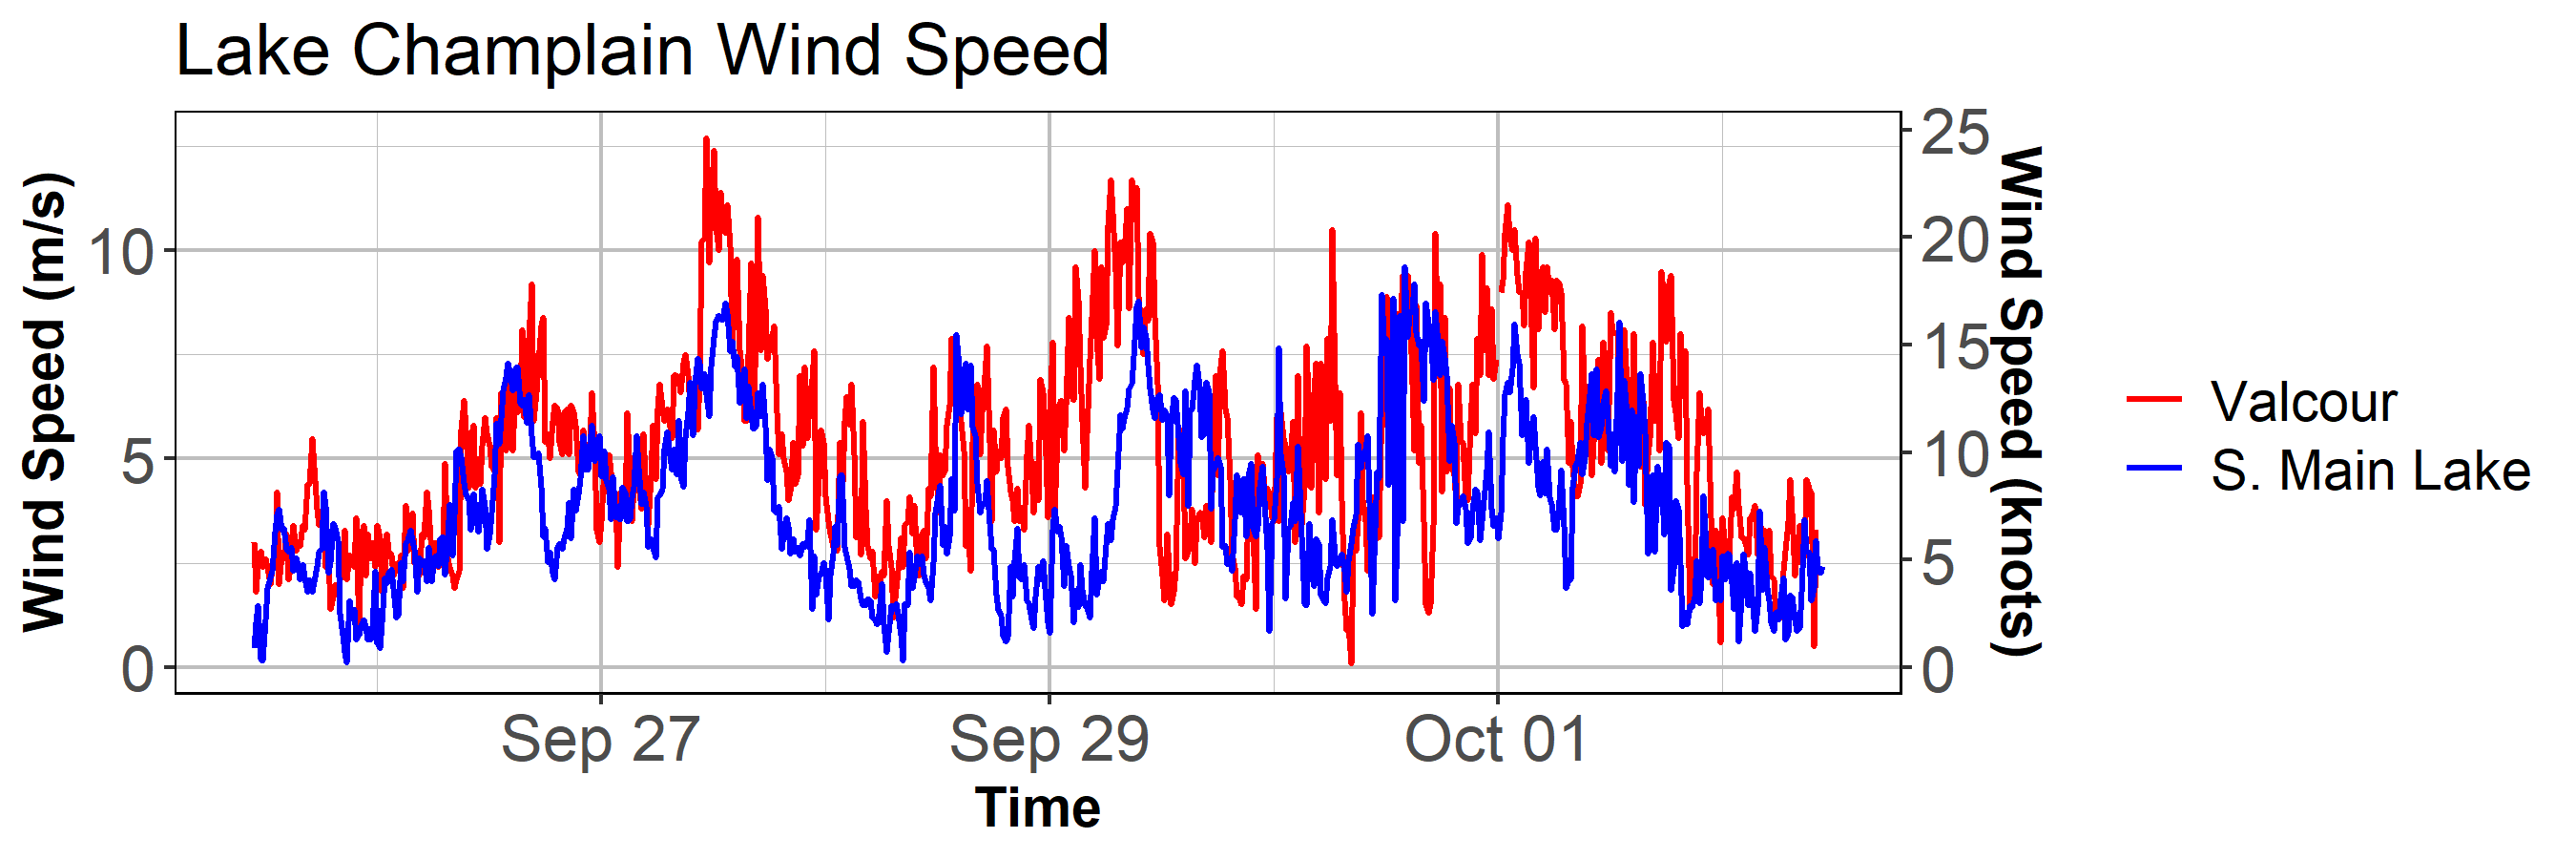 Lake Champlain Wind Speed
Wind Speed (m/s)
10
5
0
25
20
15
10
5
0
Wind Speed (knots)
Sep 27
Sep 29
Oct 01
Time
Valcour
S. Main Lake